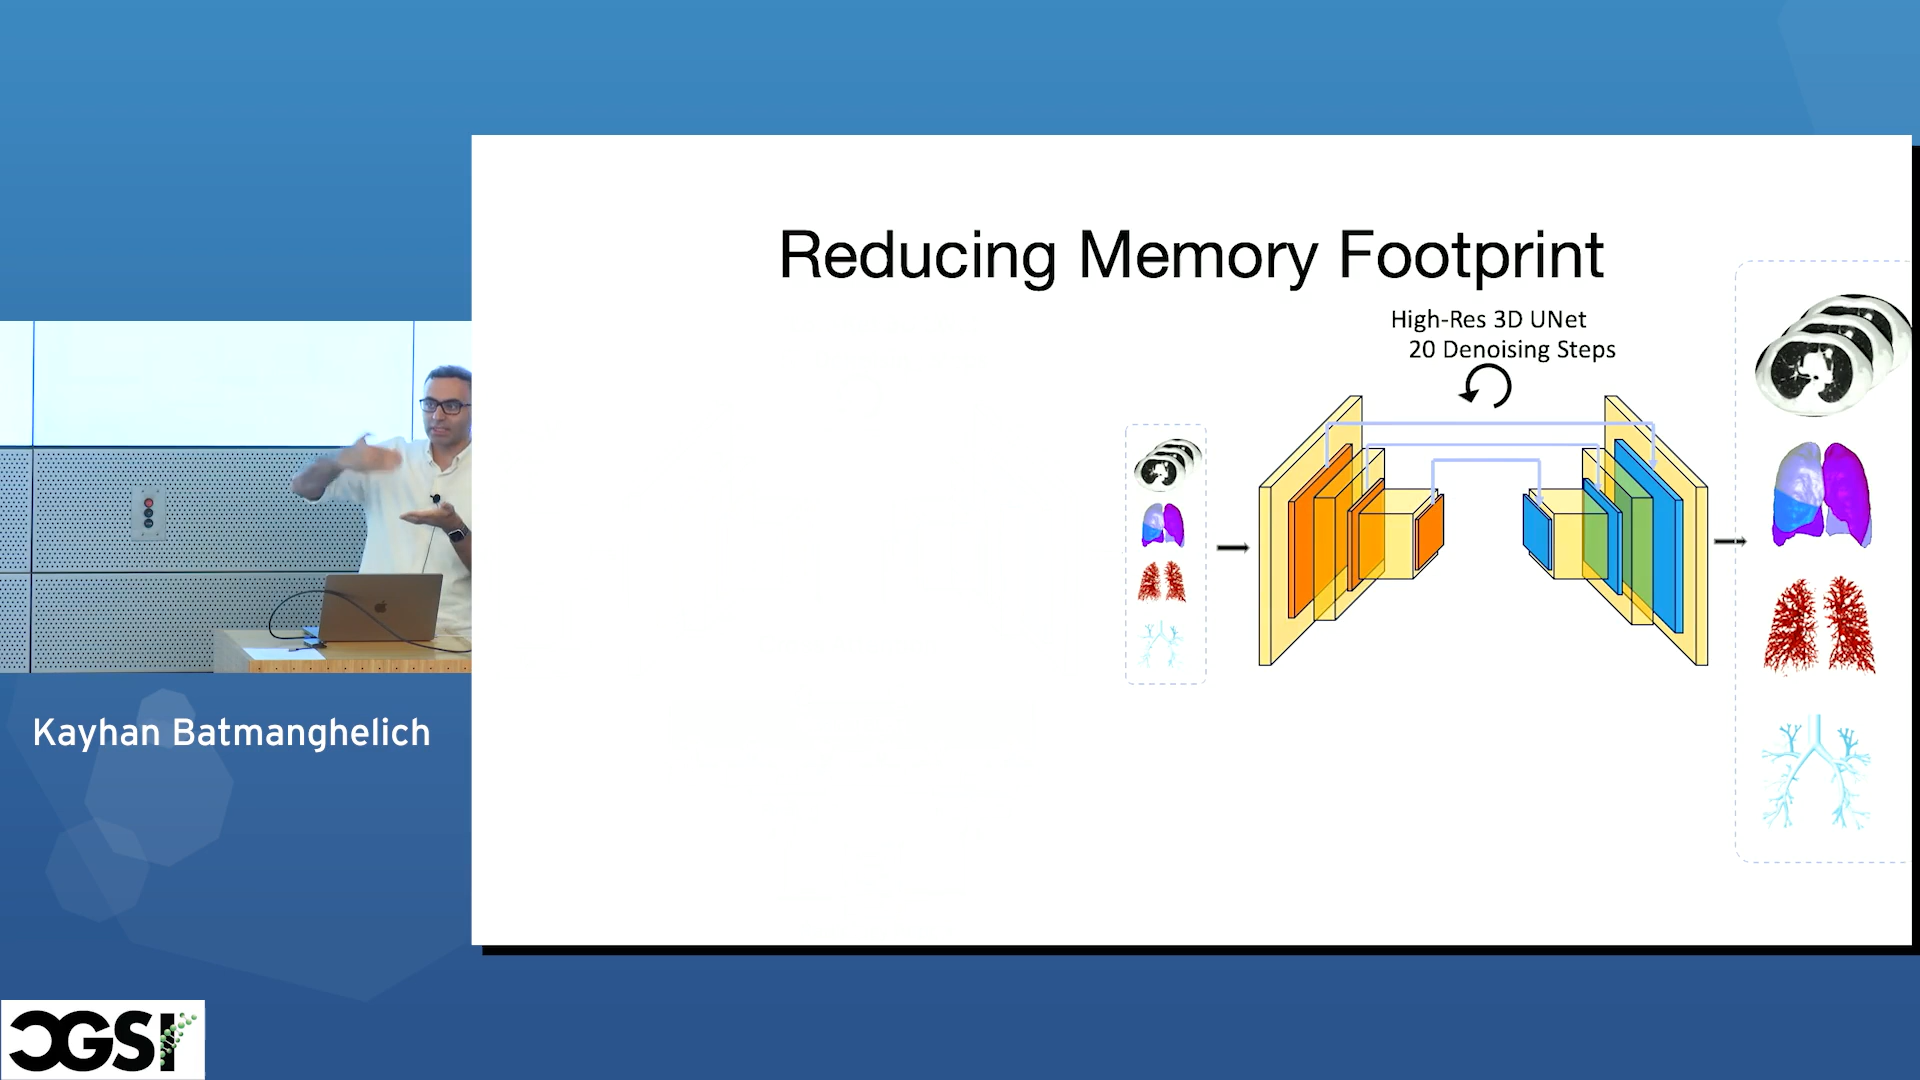 Reducing Memory Footprint
High-Res 3D UNet
20 Denoising Steps
Kayhan Batmanghelich
CGSI